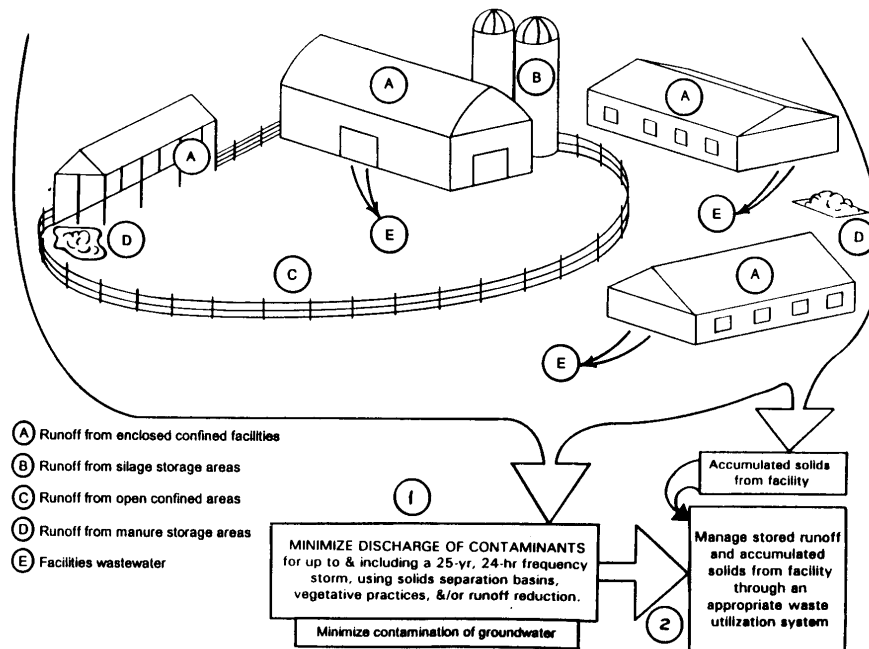 A
B
A
A
D
E
C
E
D
A
E
A Runoff from enclosed confined facilities
B Runoff from silage storage areas
C Runoff from open confined areas
D Runoff from manure storage areas
E Facilities wastewater
1
MINIMIZE DISCHARGE OF CONTAMINANTS
for up to & including a 25-yr, 24-hr frequency
storm, using solids separation basins,
vegetative practices, &/or runoff reduction.
Minimize contamination of groundwater
Accumulated solids
from facility
2
Manage stored runoff
and accumulated
solids from facility
through an
appropriate waste
utilization system